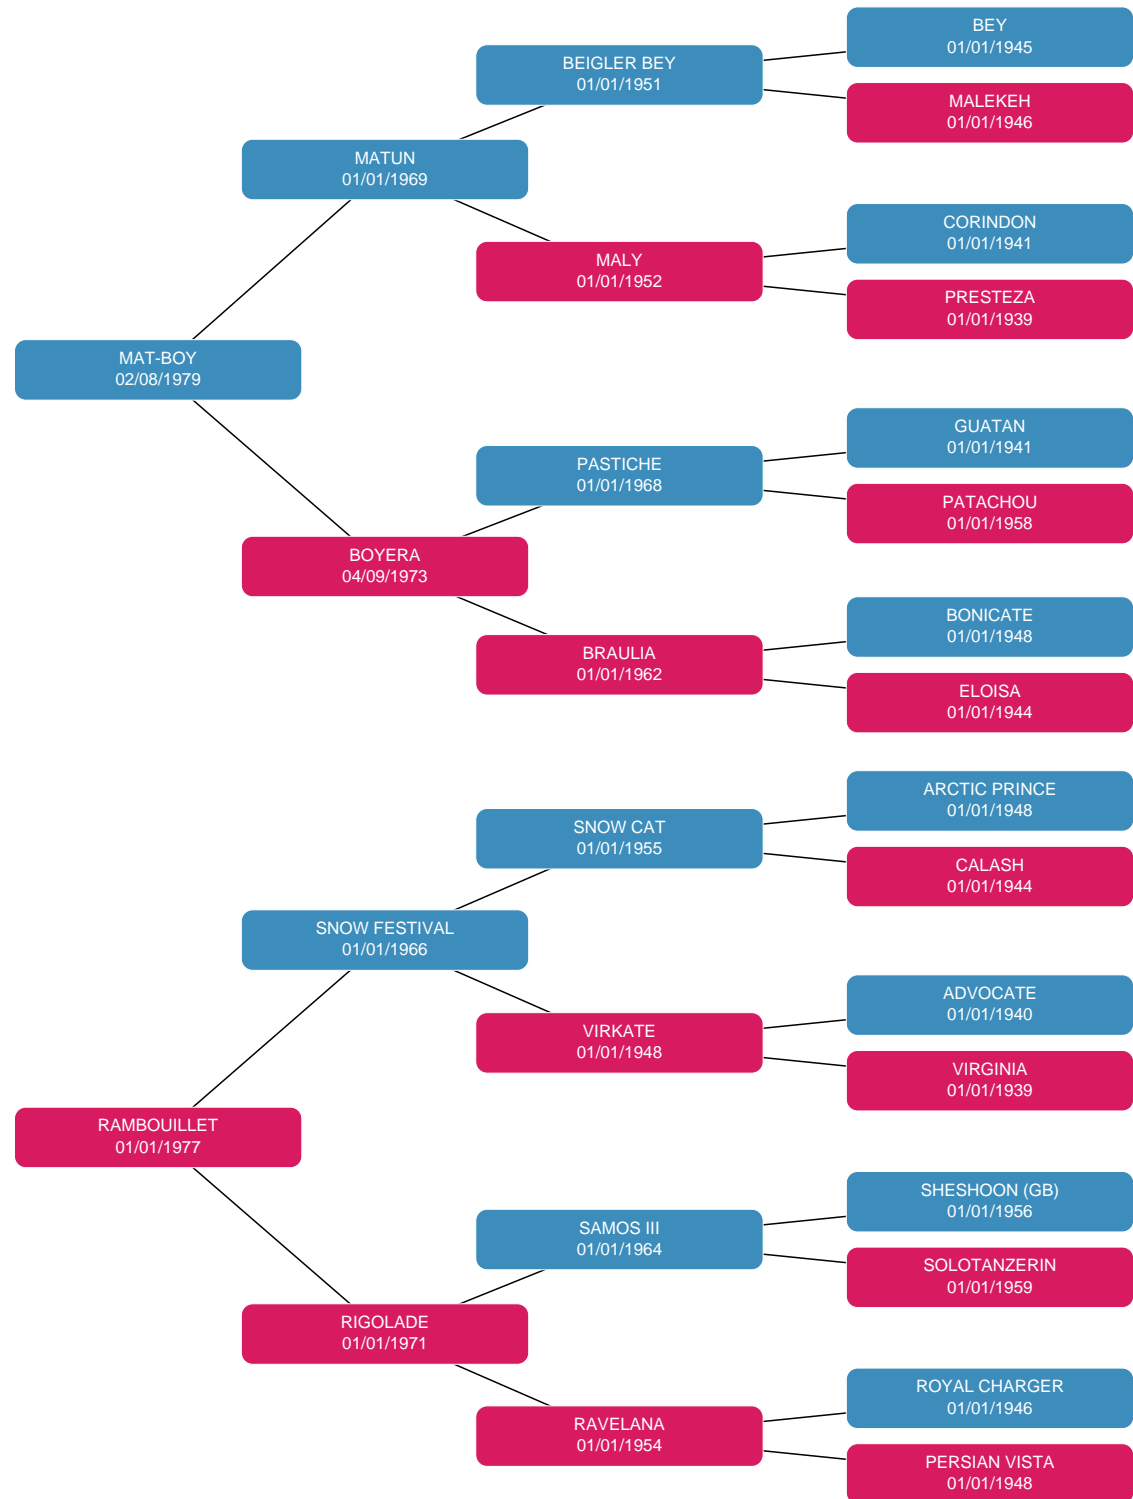 BEY
01/01/1945
BEIGLER BEY
01/01/1951
MALEKEH
01/01/1946
MATUN
01/01/1969
CORINDON
01/01/1941
MALY
01/01/1952
PRESTEZA
01/01/1939
MAT-BOY
02/08/1979
GUATAN
01/01/1941
PASTICHE
01/01/1968
PATACHOU
01/01/1958
BOYERA
04/09/1973
BONICATE
01/01/1948
BRAULIA
01/01/1962
ELOISA
01/01/1944
ARCTIC PRINCE
01/01/1948
SNOW CAT
01/01/1955
CALASH
01/01/1944
SNOW FESTIVAL
01/01/1966
ADVOCATE
01/01/1940
VIRKATE
01/01/1948
VIRGINIA
01/01/1939
RAMBOUILLET
01/01/1977
SHESHOON (GB)
01/01/1956
SAMOS III
01/01/1964
SOLOTANZERIN
01/01/1959
RIGOLADE
01/01/1971
ROYAL CHARGER
01/01/1946
RAVELANA
01/01/1954
PERSIAN VISTA
01/01/1948